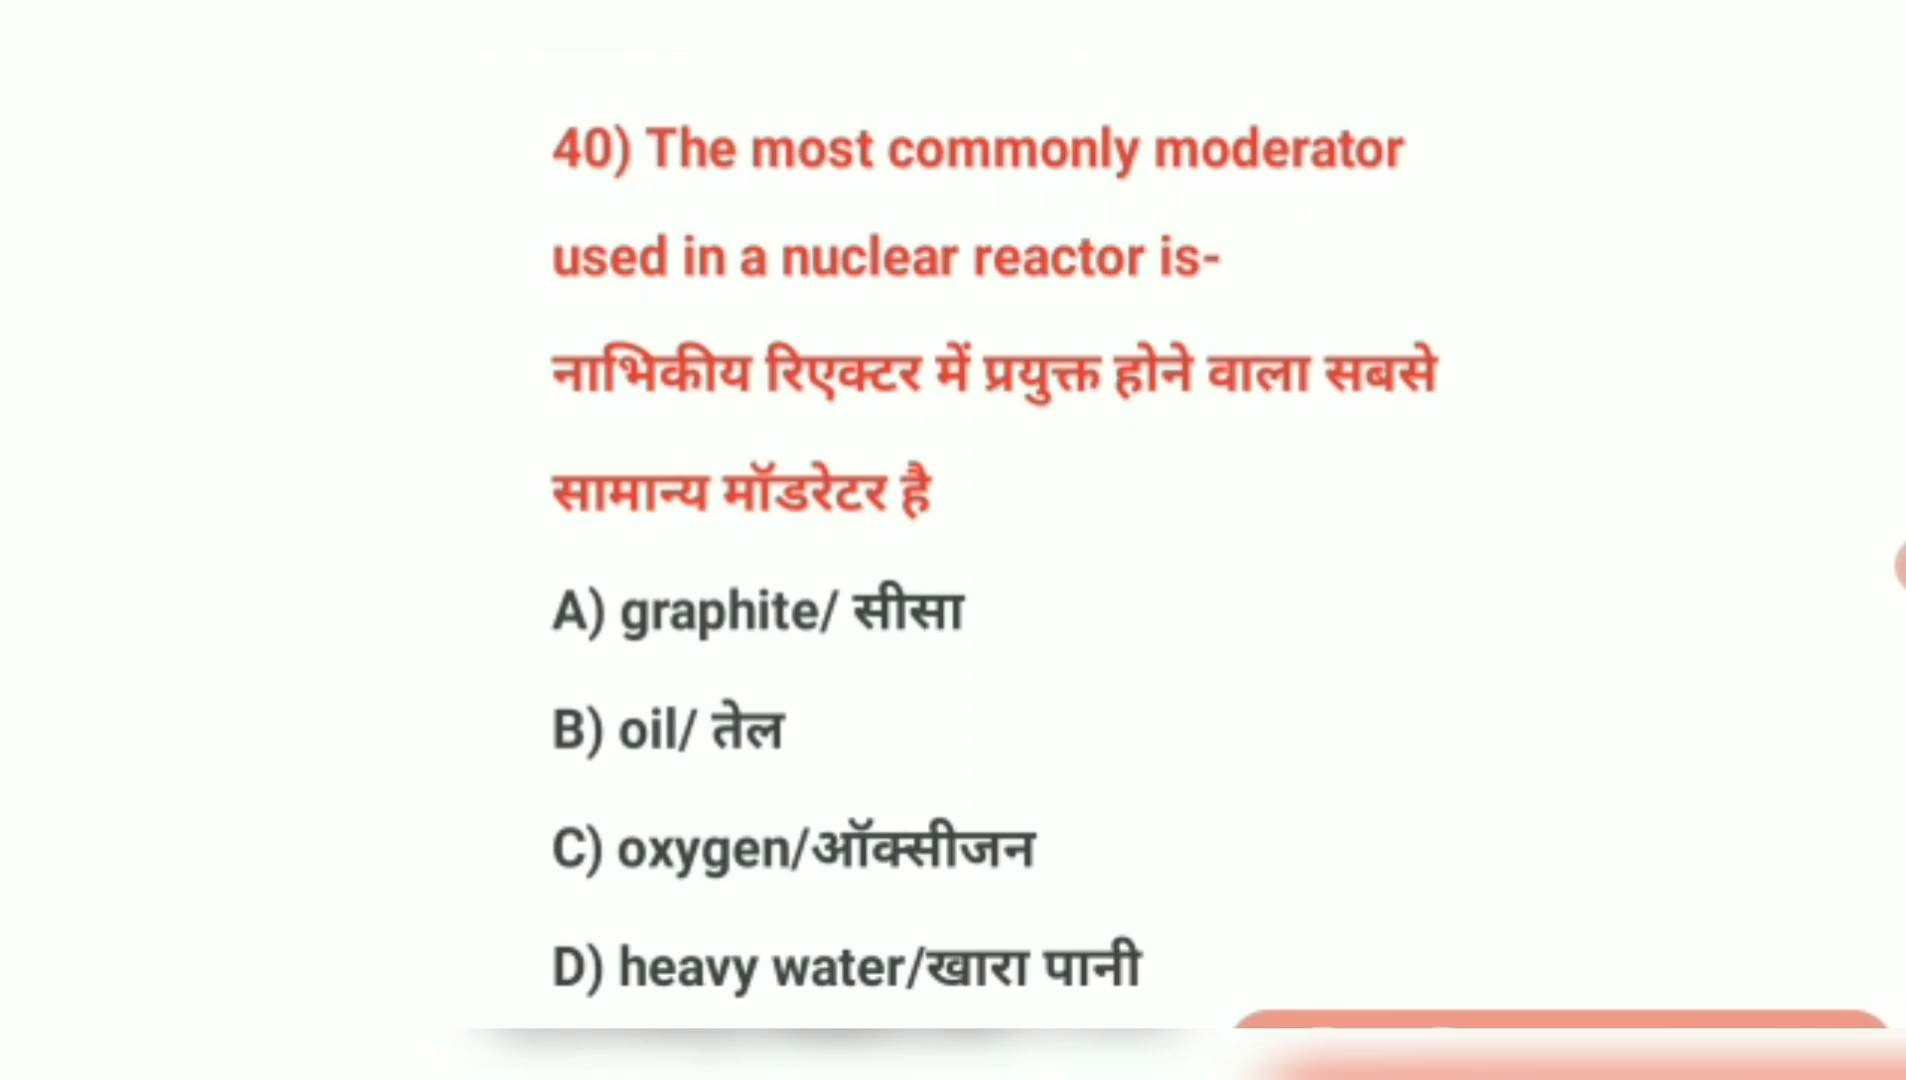 40) The most commonly moderator
used in a nuclear reactor is-
नाभिकीय रिएक्टर में प्रयुक्त होने वाला सबसे
सामान्य मॉडरेटर है
A) graphite/ सीसा
B) oil/ तेल
C) oxygen/ऑक्सीजन
D) heavy water/खारा पानी